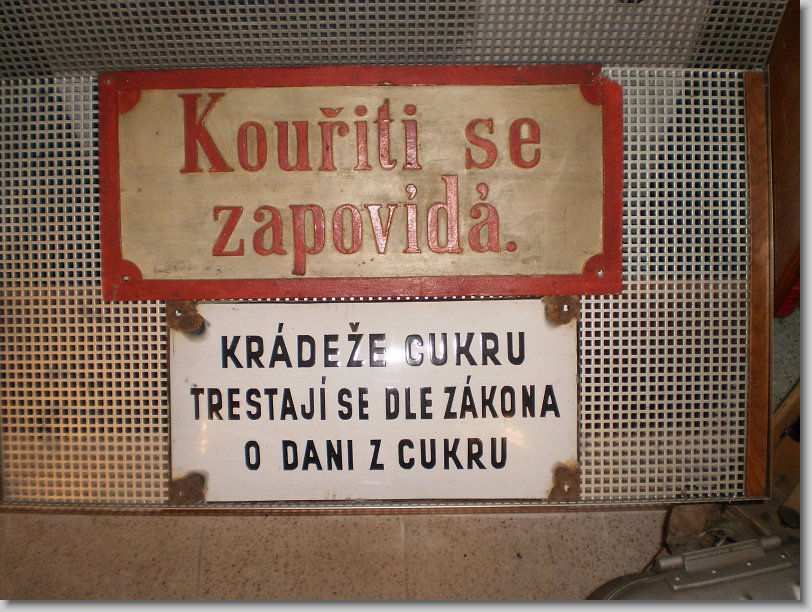 Kouřiti se
zapovídá.
KRÁDEŽE CUKRU
TRESTAJÍ SE DLE ZÁKONA
O DANI Z CUKRU